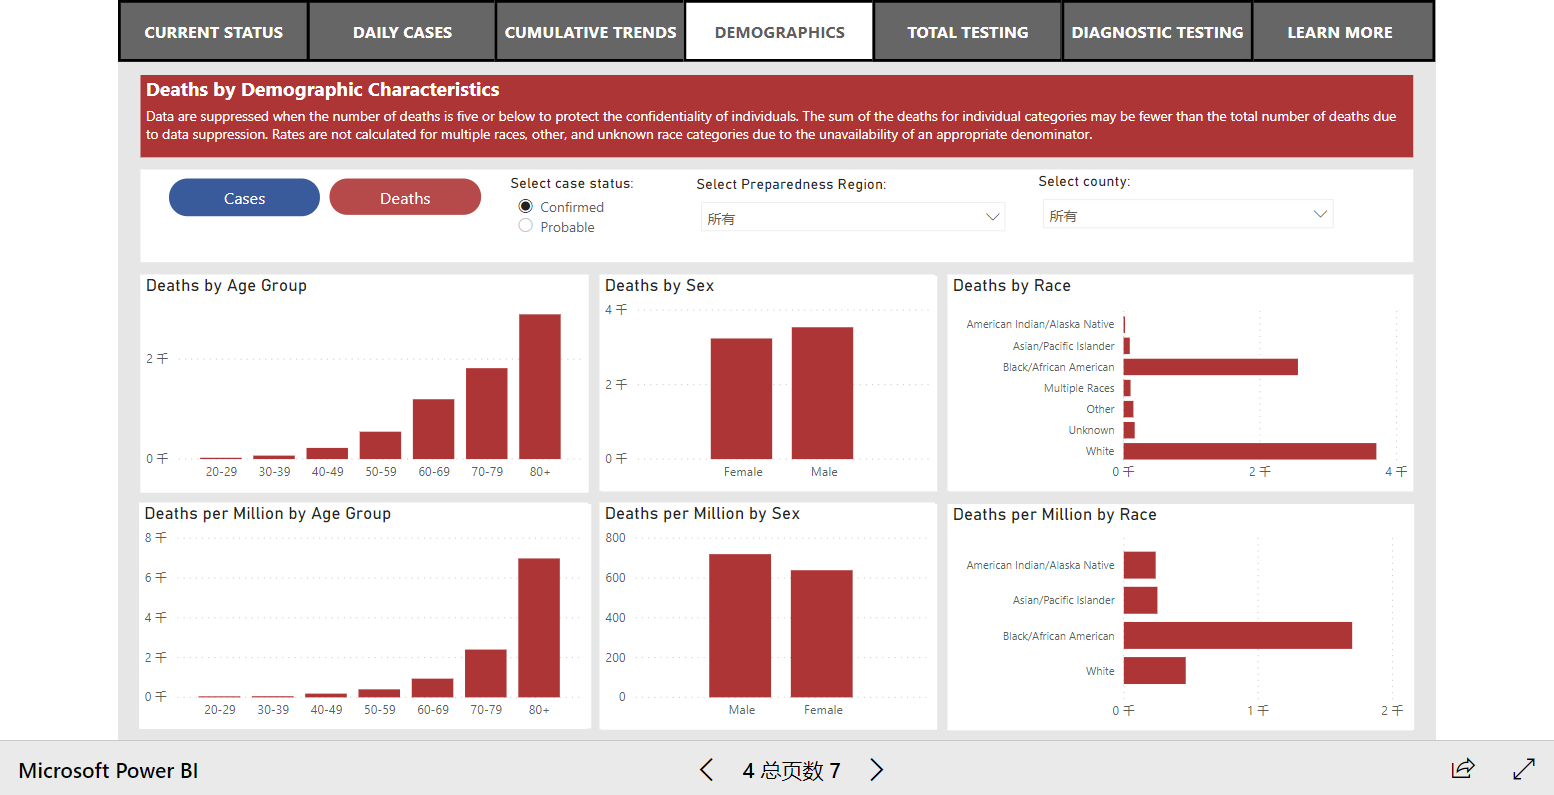 CURRENT STATUS
DAILY CASES
CUMULATIVE TRENDS
DEMOGRAPHICS
TOTAL TESTING
DIAGNOSTIC TESTING
LEARN MORE
Deaths by Demographic Characteristics
Data are suppressed when the number of deaths is five or below to protect the confidentiality of individuals. The sum of the deaths for individual categories may be fewer than the total number of deaths due
to data suppression. Rates are not calculated for multiple races, other, and unknown race categories due to the unavailability of an appropriate denominator.
Cases
Deaths
Select case status:
Confirmed
Probable
Select Preparedness Region:
所有
Select county:
所有
Deaths by Age Group
2 千
0 千
20-29
30-39
40-49
50-59
60-69
70-79
80+
Deaths by Sex
4 千
2 千
0 千
Female
Male
Deaths by Race
American Indian/Alaska Native
Asian/Pacific Islander
Black/African American
Multiple Races
Other
Unknown
White
0 千
2 千
4 千
Deaths per Million by Age Group
8 千
6 千
4 千
2 千
0 千
20-29
30-39
40-49
50-59
60-69
70-79
80+
Deaths per Million by Sex
800
600
400
200
0
Male
Female
Deaths per Million by Race
American Indian/Alaska Native
Asian/Pacific Islander
Black/African American
White
0 千
1 千
2 千
Microsoft Power BI
4 总页数 7